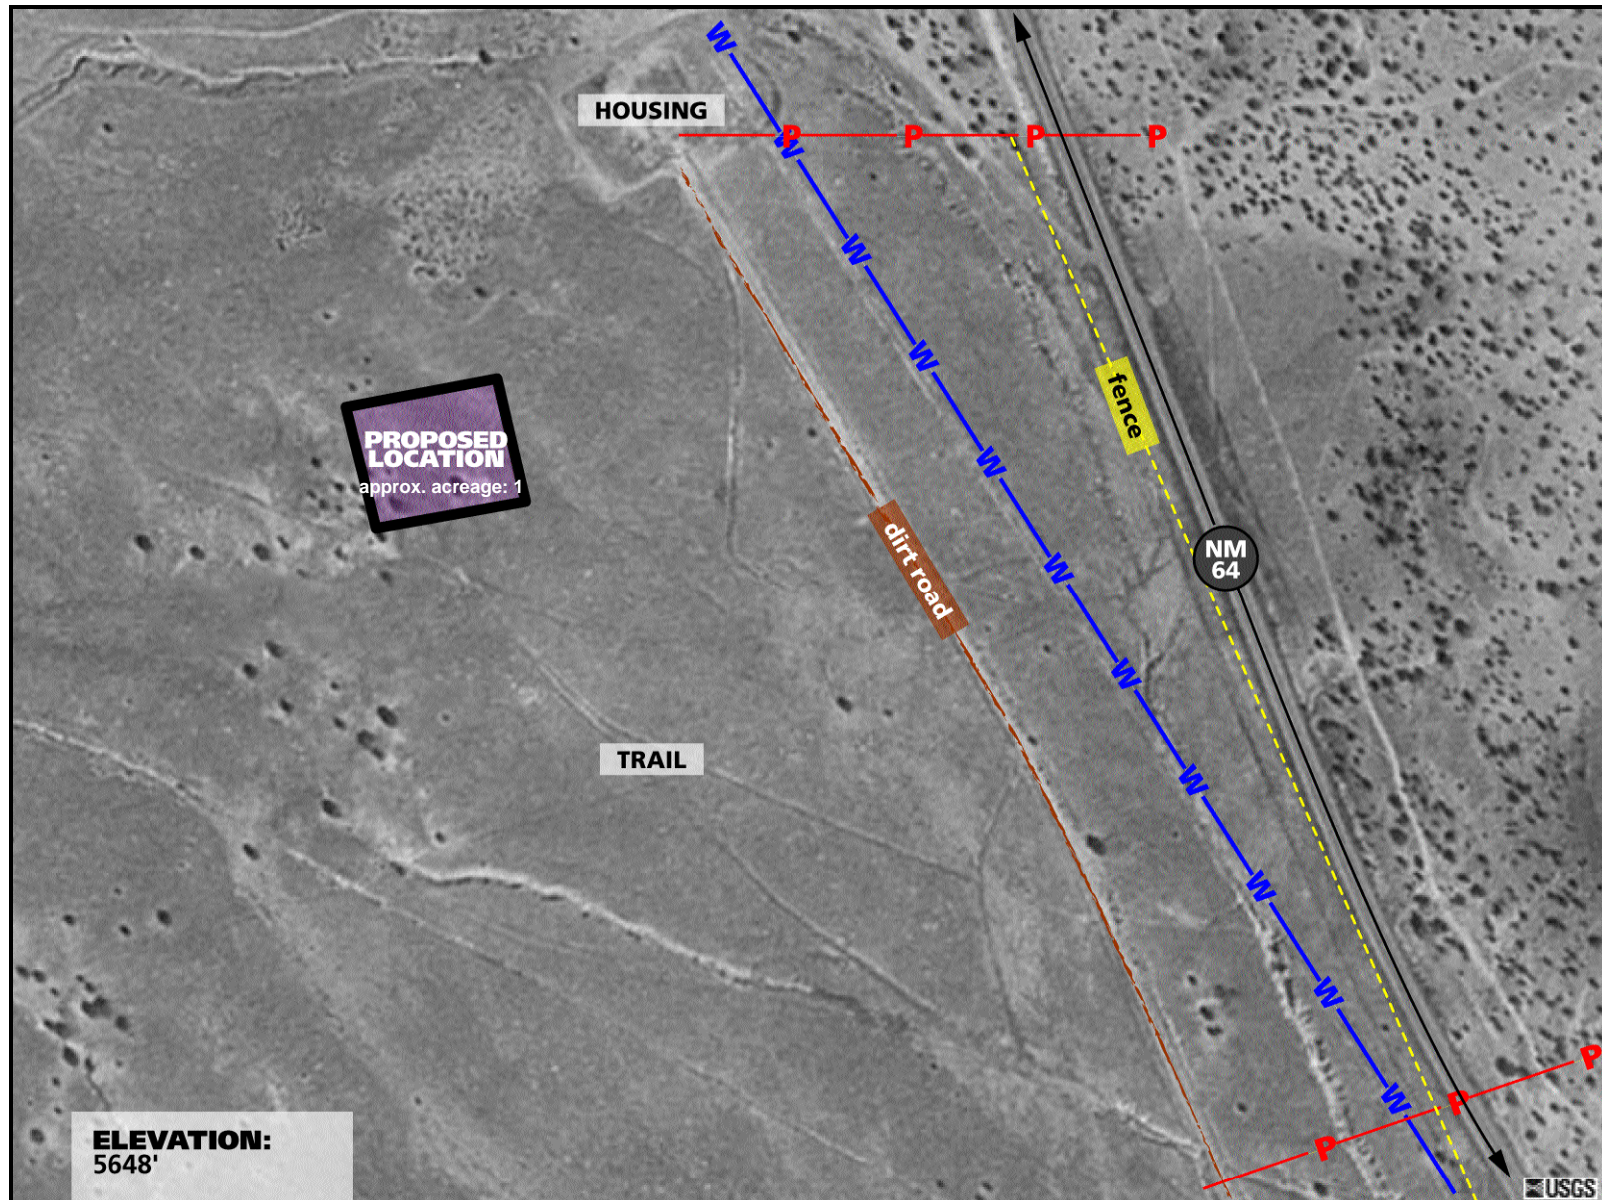 W
HOUSING
P P P P
W
W
W
fence
PROPOSED
LOCATION
approx. acreage: 1
W
dirt road
NM
64
W
W
TRAIL
W
W
W
P
W
P
P
ELEVATION:
5648'
USGS